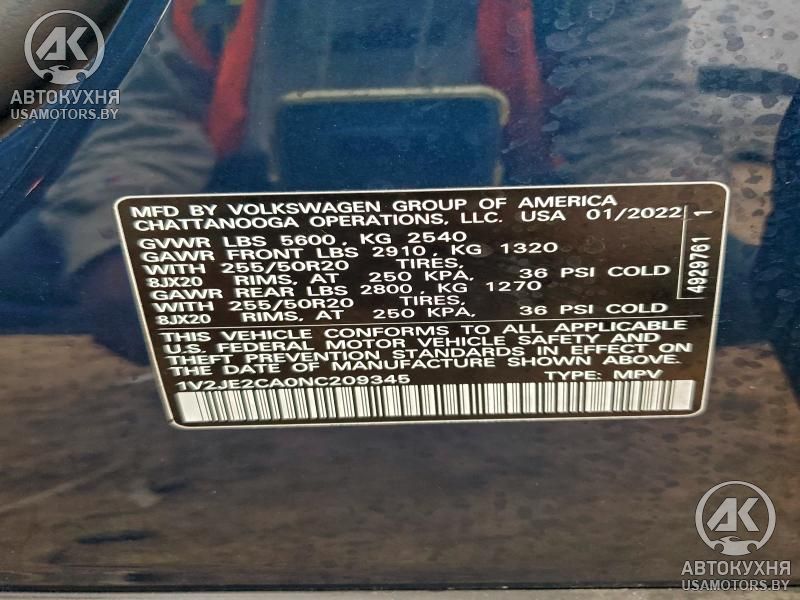 AK
АВТОКУХНЯ
USAMOTORS.BY
MFD BY VOLKSWAGEN GROUP OF AMERICA
CHATTANOOGA OPERATIONS, LLC. USA 01/2022
GVWR LBS 5600, KG 2540
GAWR FRONT LBS 2910, KG 1320
WITH 255/50R20 TIRES,
8JX20 RIMS, AT 250 KPA, 36 PSI COLD
GAWR REAR LBS 2800, KG 1270
WITH 255/50R20 TIRES,
8JX20 RIMS, AT 250 KPA, 36 PSI COLD
THIS VEHICLE CONFORMS TO ALL APPLICABLE
U.S. FEDERAL MOTOR VEHICLE SAFETY AND
THEFT PREVENTION STANDARDS IN EFFECT ON
THE DATE OF MANUFACTURE SHOWN ABOVE.
1V2JE2CA0NC209345 TYPE: MPV
4929761 1
AK
АВТОКУХНЯ
USAMOTORS.BY